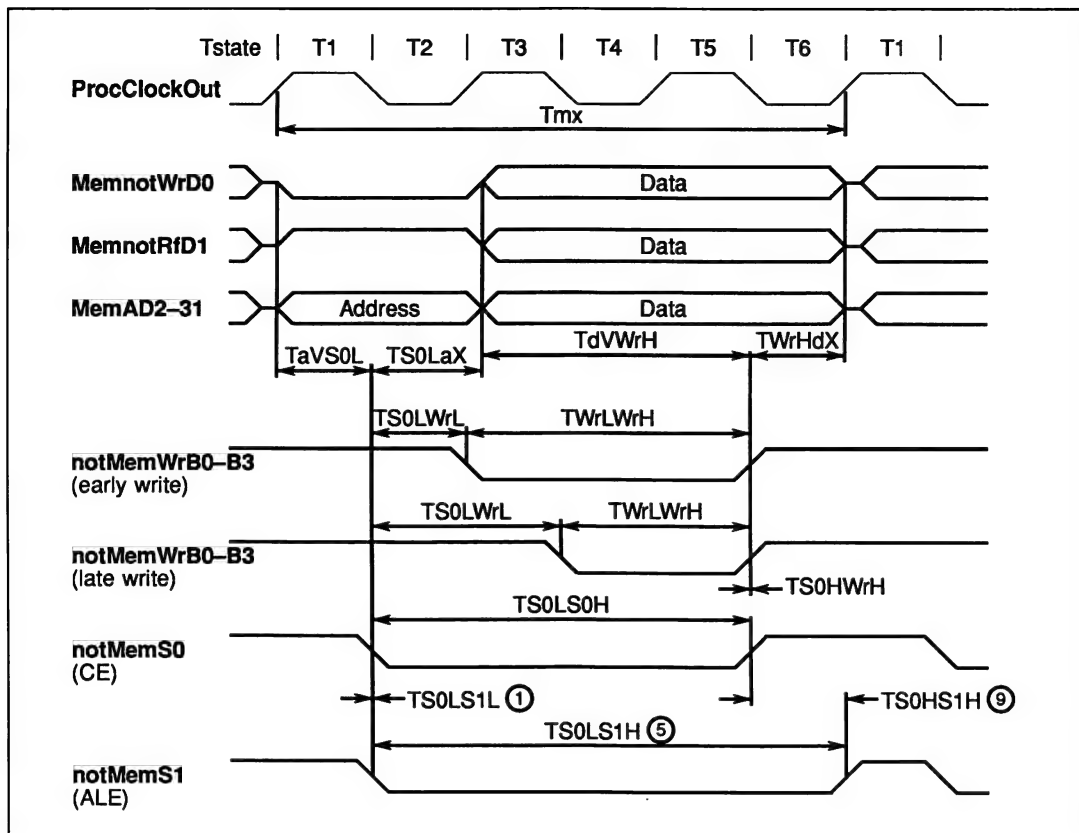 Tstate | T1 | T2 | T3 | T4 | T5 | T6 | T1 |
ProcClockOut
Tmx
MemnotWrD0
Data
MemnotRfD1
Data
MemAD2–31
Address
Data
TaVS0L
TS0LaX
TdVWrH
TWrHdX
TS0LWrL
TWrLWrH
notMemWrB0–B3
(early write)
TS0LWrL
TWrLWrH
notMemWrB0–B3
(late write)
TS0HWrH
TS0LS0H
notMemS0
(CE)
TS0LS1L ①
TS0HS1H ⑨
TS0LS1H ⑤
notMemS1
(ALE)